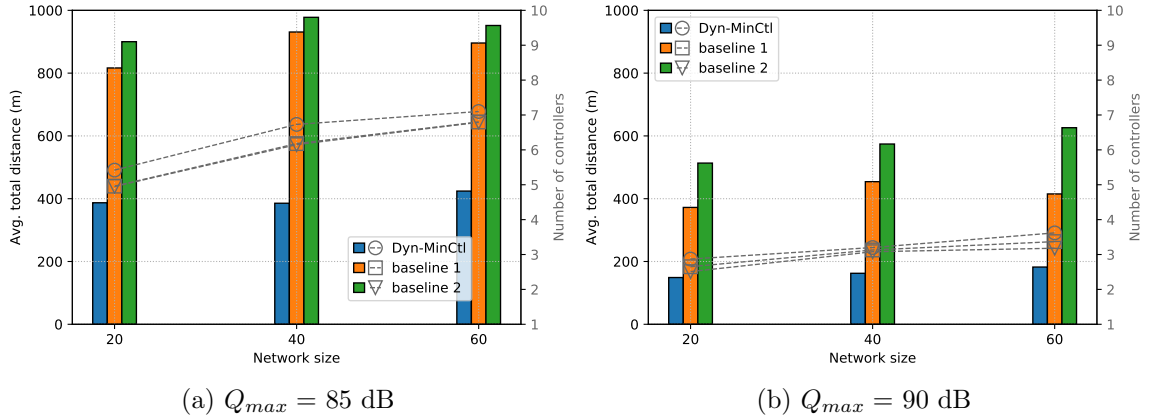 1000
800
600
400
200
0
Avg. total distance (m)
20
40
60
Network size
10
9
8
7
6
5
4
3
2
1
Number of controllers
Dyn-MinCtl
baseline 1
baseline 2
(a) Q_max = 85 dB
1000
800
600
400
200
0
Avg. total distance (m)
20
40
60
Network size
10
9
8
7
6
5
4
3
2
1
Number of controllers
Dyn-MinCtl
baseline 1
baseline 2
(b) Q_max = 90 dB